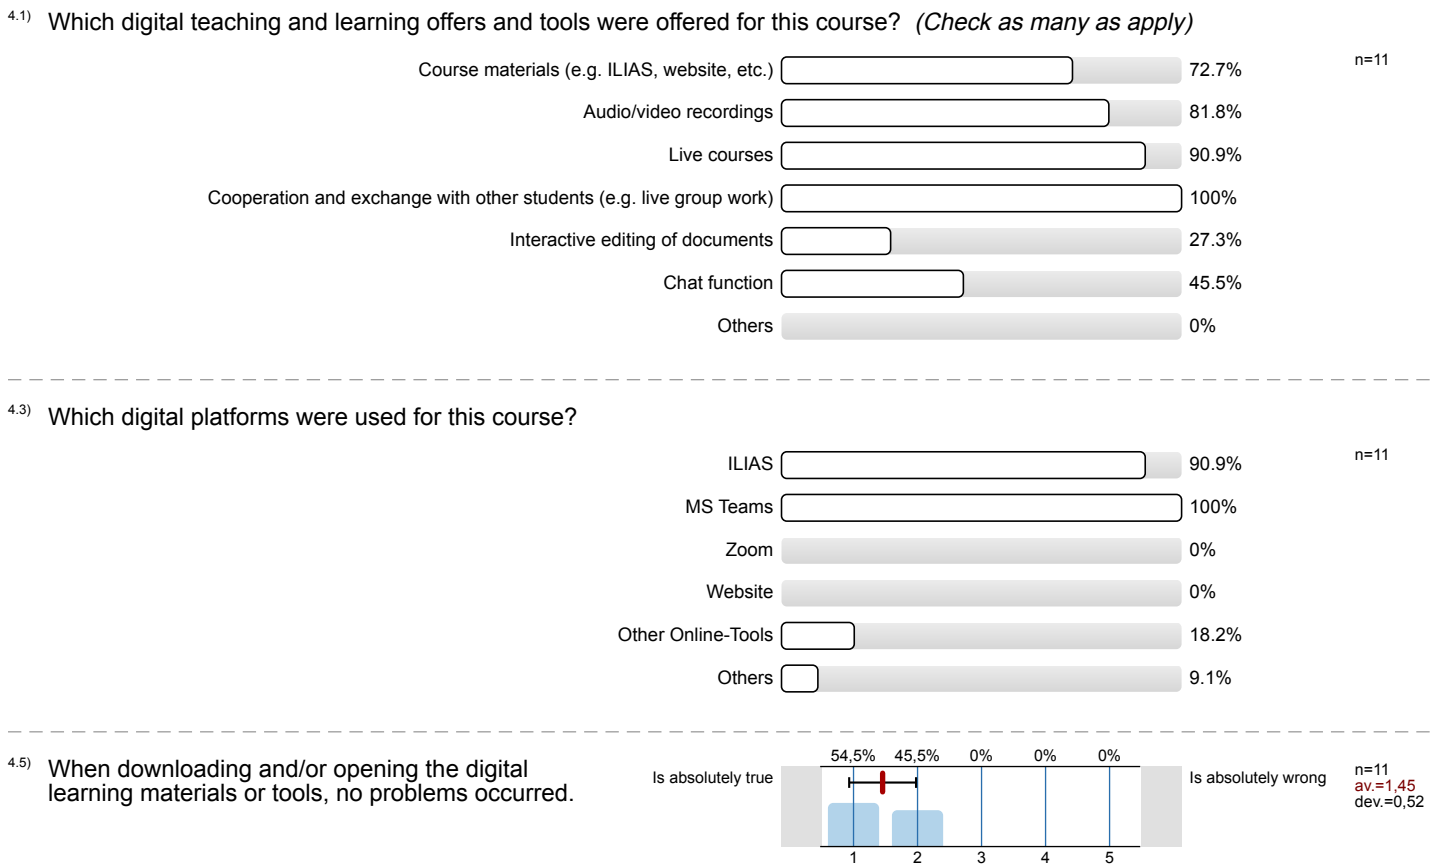 4.1) Which digital teaching and learning offers and tools were offered for this course? (Check as many as apply)
n=11
Course materials (e.g. ILIAS, website, etc.) 72.7%
Audio/video recordings 81.8%
Live courses 90.9%
Cooperation and exchange with other students (e.g. live group work) 100%
Interactive editing of documents 27.3%
Chat function 45.5%
Others 0%
4.3) Which digital platforms were used for this course?
n=11
ILIAS 90.9%
MS Teams 100%
Zoom 0%
Website 0%
Other Online-Tools 18.2%
Others 9.1%
4.5) When downloading and/or opening the digital
learning materials or tools, no problems occurred.
54,5% 45,5% 0% 0% 0%
Is absolutely true Is absolutely wrong
1 2 3 4 5
n=11
av.=1,45
dev.=0,52